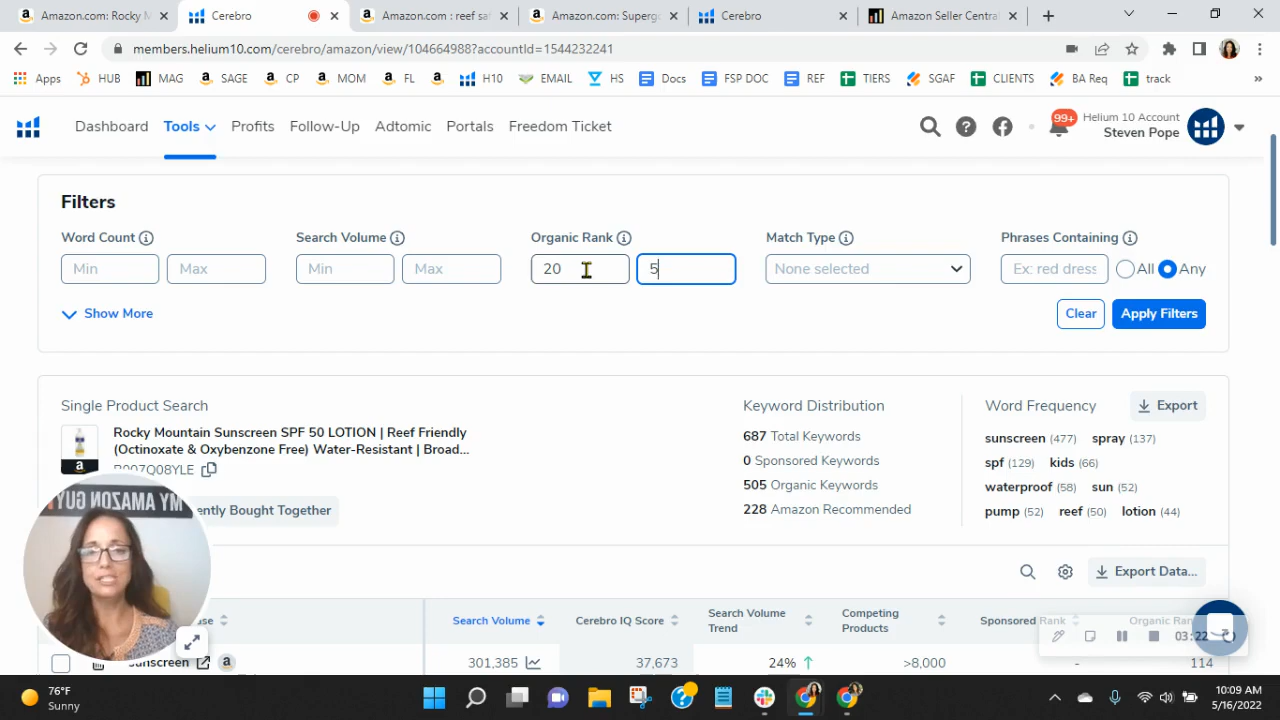 Amazon.com: Rocky M
Cerebro
Amazon.com : reef sa
Amazon.com: Superg
Cerebro
Amazon Seller Centra
members.helium10.com/cerebro/amazon/view/104664988?accountId=1544232241
Apps HUB MAG SAGE CP MOM FL H10 EMAIL HS Docs FSP DOC REF TIERS SGAF CLIENTS BA Req track
Dashboard Tools Profits Follow-Up Adtomic Portals Freedom Ticket
99+
Helium 10 Account
Steven Pope
Filters
Word Count Search Volume Organic Rank Match Type Phrases Containing
Min Max Min Max 20 5 None selected Ex: red dress All Any
Show More Clear Apply Filters
Single Product Search
Rocky Mountain Sunscreen SPF 50 LOTION | Reef Friendly
(Octinoxate & Oxybenzone Free) Water-Resistant | Broad...
B007Q08YLE
ently Bought Together
Keyword Distribution
687 Total Keywords
0 Sponsored Keywords
505 Organic Keywords
228 Amazon Recommended
Word Frequency Export
sunscreen (477) spray (137)
spf (129) kids (66)
waterproof (58) sun (52)
pump (52) reef (50) lotion (44)
MY AMAZON GUY
Export Data...
ase Search Volume Cerebro IQ Score Search Volume Trend Competing Products Sponsored Rank Organic Ran
sunscreen 301,385 37,673 24% >8,000 - 114
03:22
76°F
Sunny
10:09 AM
5/16/2022